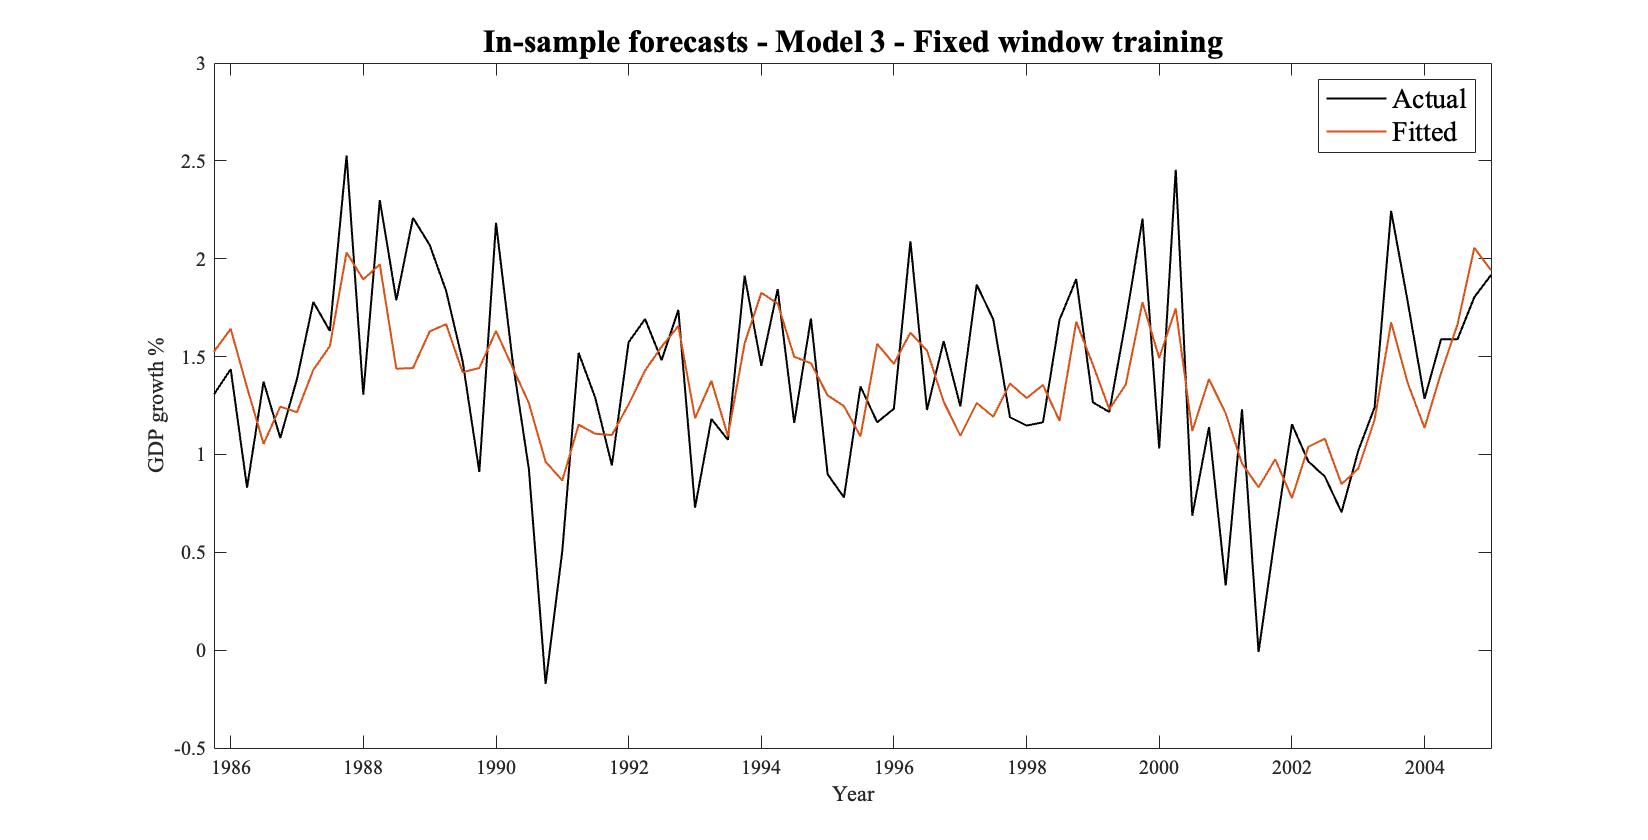 In-sample forecasts - Model 3 - Fixed window training
Actual
Fitted
GDP growth %
3
2.5
2
1.5
1
0.5
0
-0.5
1986 1988 1990 1992 1994 1996 1998 2000 2002 2004
Year